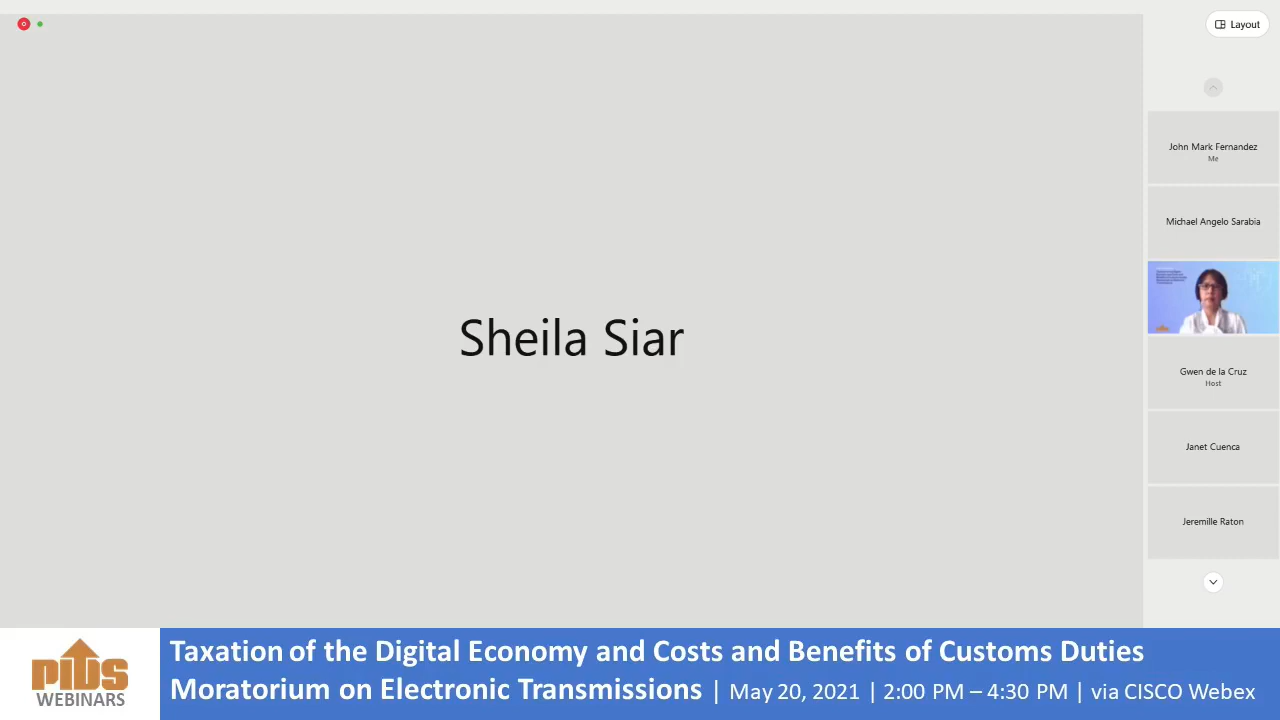 Layout
John Mark Fernandez
Me
Michael Angelo Sarabia
Sheila Siar
Gwen de la Cruz
Host
Janet Cuenca
Jeremille Raton
PIDS
WEBINARS
Taxation of the Digital Economy and Costs and Benefits of Customs Duties
Moratorium on Electronic Transmissions | May 20, 2021 | 2:00 PM – 4:30 PM | via CISCO Webex